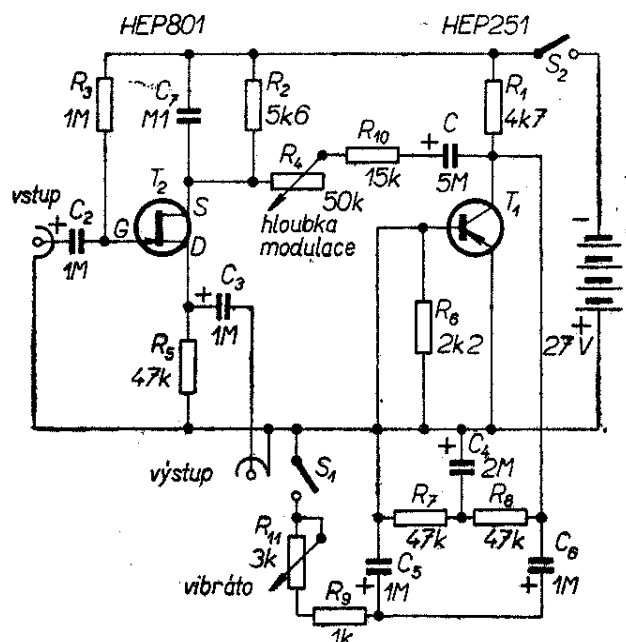 HEP801
HEP251
S2
R3
1M
C7
M1
R2
5k6
R1
4k7
R4
50k
R10
15k
+
C
5M
vstup
+
C2
1M
T2
G
S
D
hloubka
modulace
T1
-
+
27V
R5
47k
+
C3
1M
R6
2k2
výstup
S1
+
C4
2M
R7
47k
R8
47k
R11
3k
vibráto
R9
1k
C5
+
1M
C6
+
1M